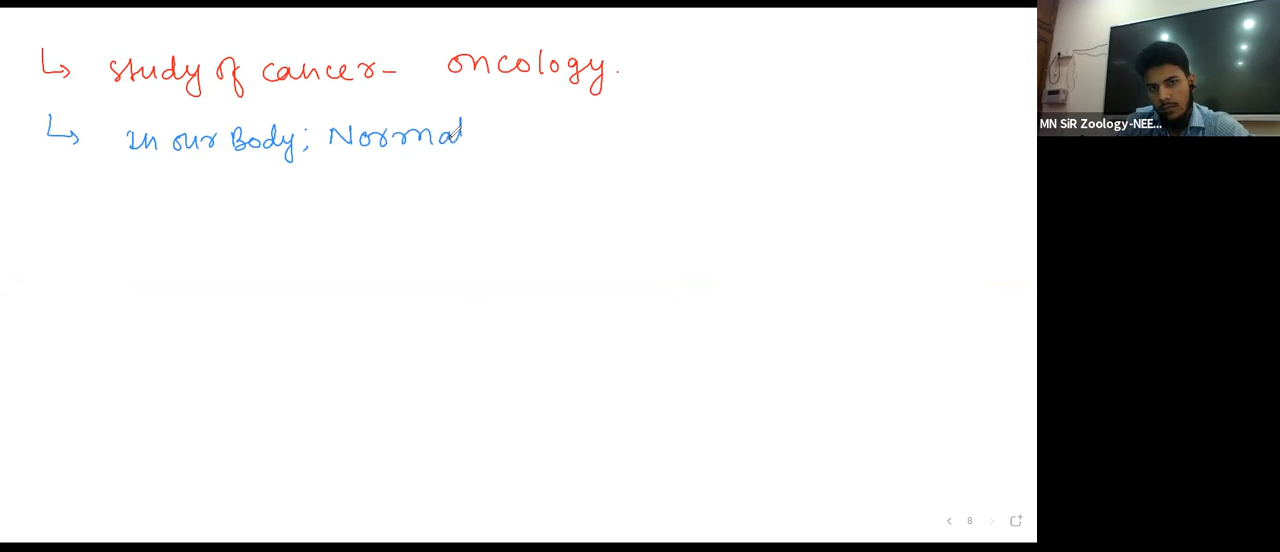 ↳ study of cancer- oncology.
↳ In our Body; Normal
MN SiR Zoology-NEE...
8